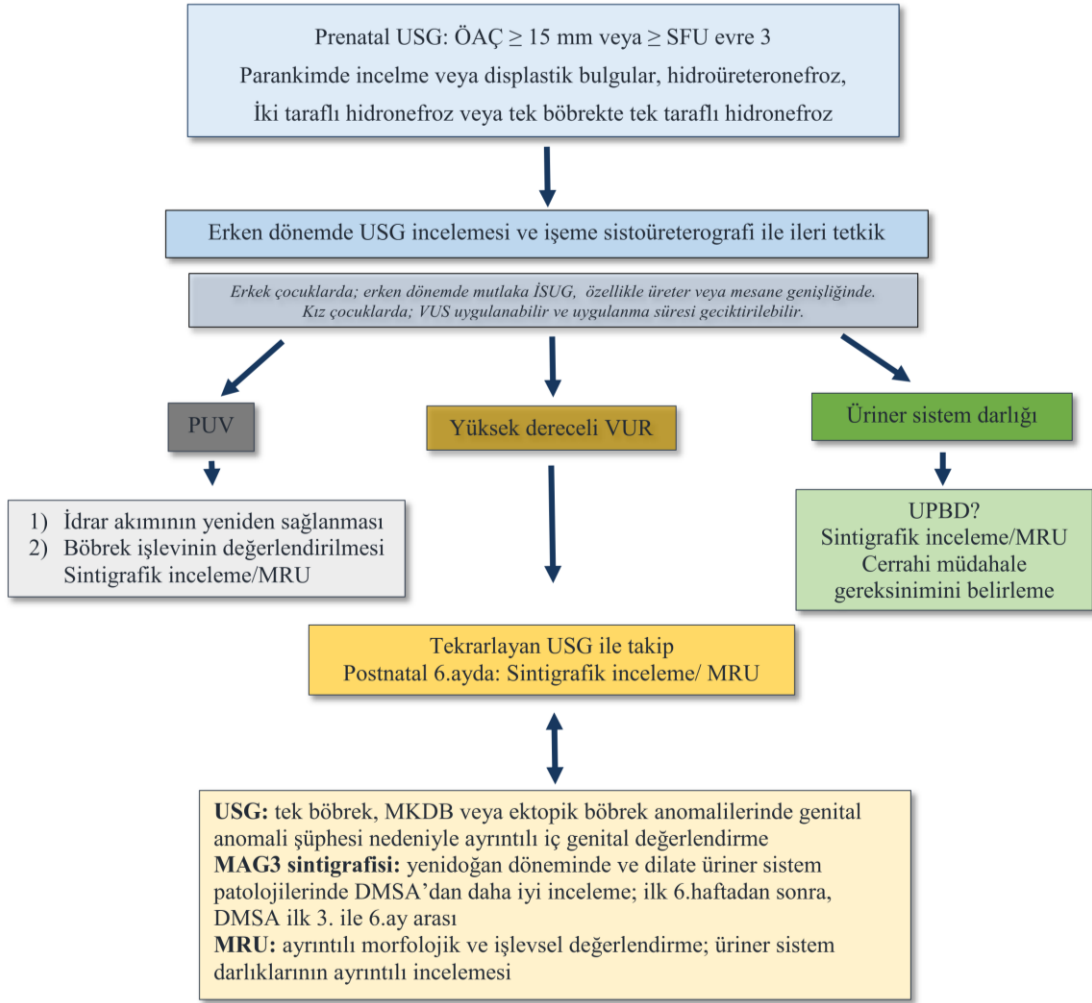 Prenatal USG: ÖAÇ ≥ 15 mm veya ≥ SFU evre 3
Parankimde incelme veya displastik bulgular, hidroüreteronefroz,
İki taraflı hidronefroz veya tek böbrekte tek taraflı hidronefroz
Erken dönemde USG incelemesi ve işeme sistoüreterografi ile ileri tetkik
Erkek çocuklarda; erken dönemde mutlaka İSUG, özellikle üreter veya mesane genişliğinde.
Kız çocuklarda; VUS uygulanabilir ve uygulanma süresi geciktirilebilir.
PUV
Yüksek dereceli VUR
Üriner sistem darlığı
1) İdrar akımının yeniden sağlanması
2) Böbrek işlevinin değerlendirilmesi
Sintigrafik inceleme/MRU
UPBD?
Sintigrafik inceleme/MRU
Cerrahi müdahale
gereksinimini belirleme
Tekrarlayan USG ile takip
Postnatal 6.ayda: Sintigrafik inceleme/ MRU
USG: tek böbrek, MKDB veya ektopik böbrek anomalilerinde genital
anomali şüphesi nedeniyle ayrıntılı iç genital değerlendirme
MAG3 sintigrafisi: yenidoğan döneminde ve dilate üriner sistem
patolojilerinde DMSA’dan daha iyi inceleme; ilk 6.haftadan sonra,
DMSA ilk 3. ile 6.ay arası
MRU: ayrıntılı morfolojik ve işlevsel değerlendirme; üriner sistem
darlıklarının ayrıntılı incelemesi